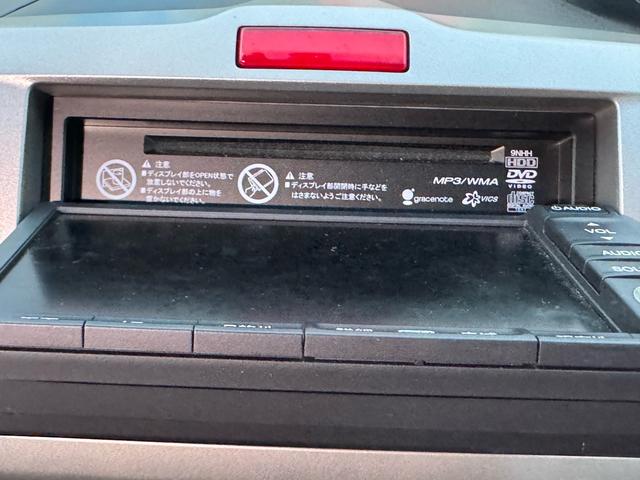 9NHH
HDD
DVD
VIDEO
COMPACT
disc
⚠ 注意
■ディスプレイ部をOPEN状態で
放置しないでください。
■ディスプレイ部の上に物を
置かないでください。
⚠ 注意
■ディスプレイ部開閉時に手などを
はさまないようご注意ください。
MP3/WMA
gracenote
VICS
AUDIO
VOL
AUDIO
SOU